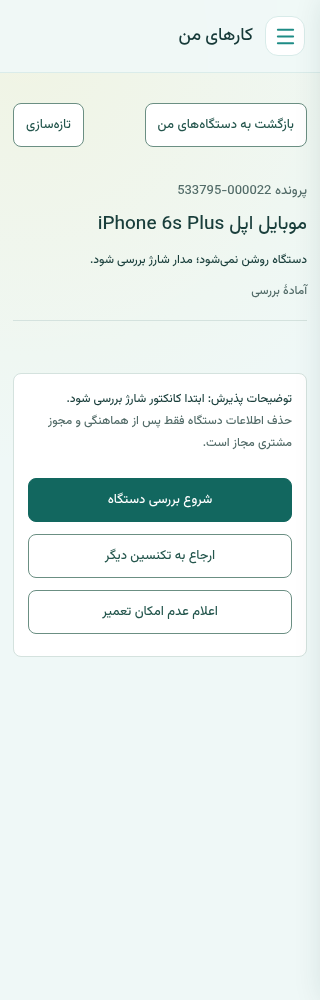 کارهای من
بازگشت به دستگاه‌های من
تازه‌سازی
پرونده 000022-533795
موبایل اپل iPhone 6s Plus
دستگاه روشن نمی‌شود؛ مدار شارژ بررسی شود.
آمادهٔ بررسی
توضیحات پذیرش: ابتدا کانکتور شارژ بررسی شود.
حذف اطلاعات دستگاه فقط پس از هماهنگی و مجوز
مشتری مجاز است.
شروع بررسی دستگاه
ارجاع به تکنسین دیگر
اعلام عدم امکان تعمیر